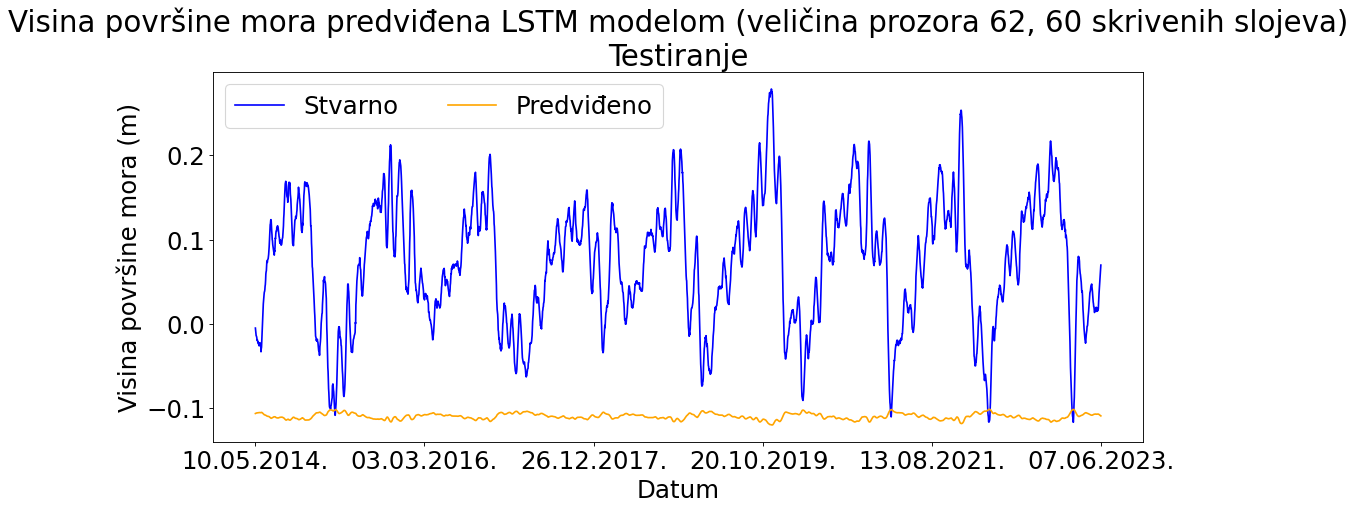 Visina površine mora predviđena LSTM modelom (veličina prozora 62, 60 skrivenih slojeva)
Testiranje
Stvarno
Predviđeno
Visina površine mora (m)
0.2
0.1
0.0
−0.1
10.05.2014.
03.03.2016.
26.12.2017.
20.10.2019.
13.08.2021.
07.06.2023.
Datum